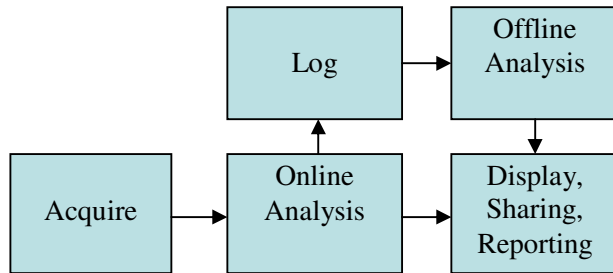 Log
Offline
Analysis
Acquire
Online
Analysis
Display,
Sharing,
Reporting